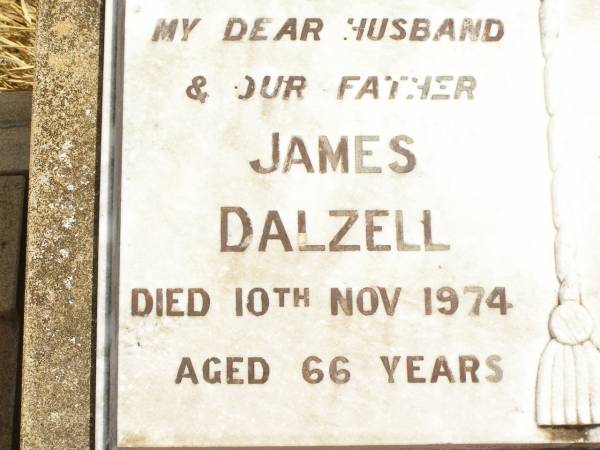 MY DEAR HUSBAND
& OUR FATHER
JAMES
DALZELL
DIED 10TH NOV 1974
AGED 66 YEARS